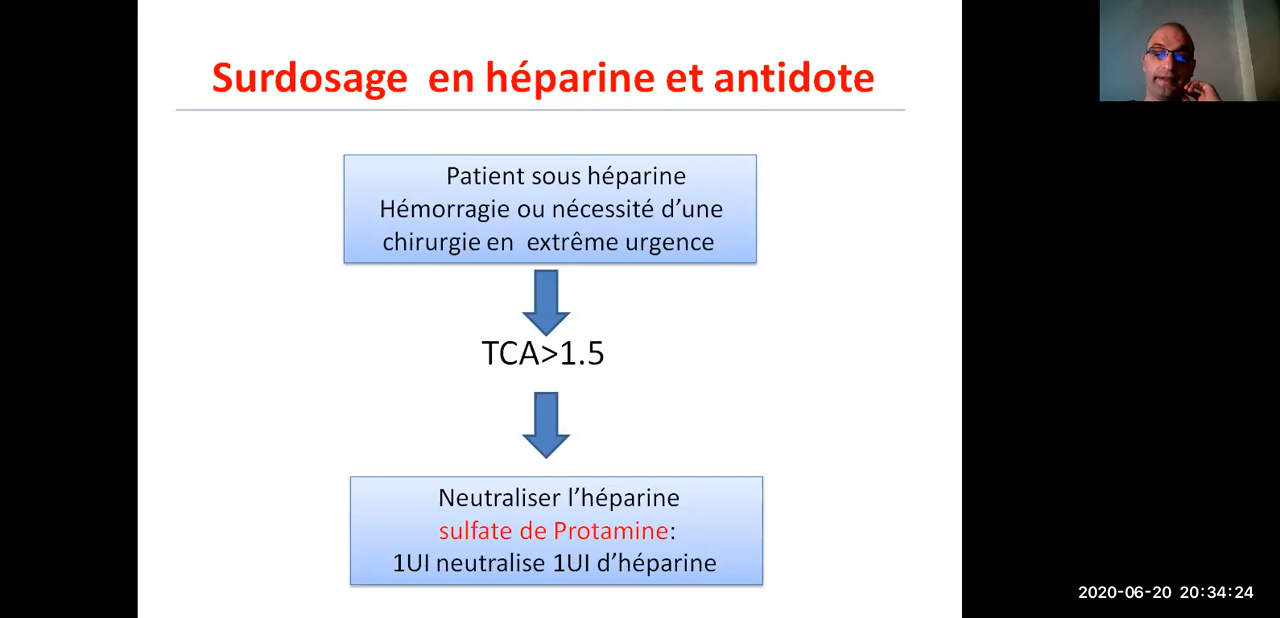 Surdosage en héparine et antidote
Patient sous héparine
Hémorragie ou nécessité d’une
chirurgie en extrême urgence
TCA>1.5
Neutraliser l’héparine
sulfate de Protamine:
1UI neutralise 1UI d’héparine
2020-06-20 20:34:24